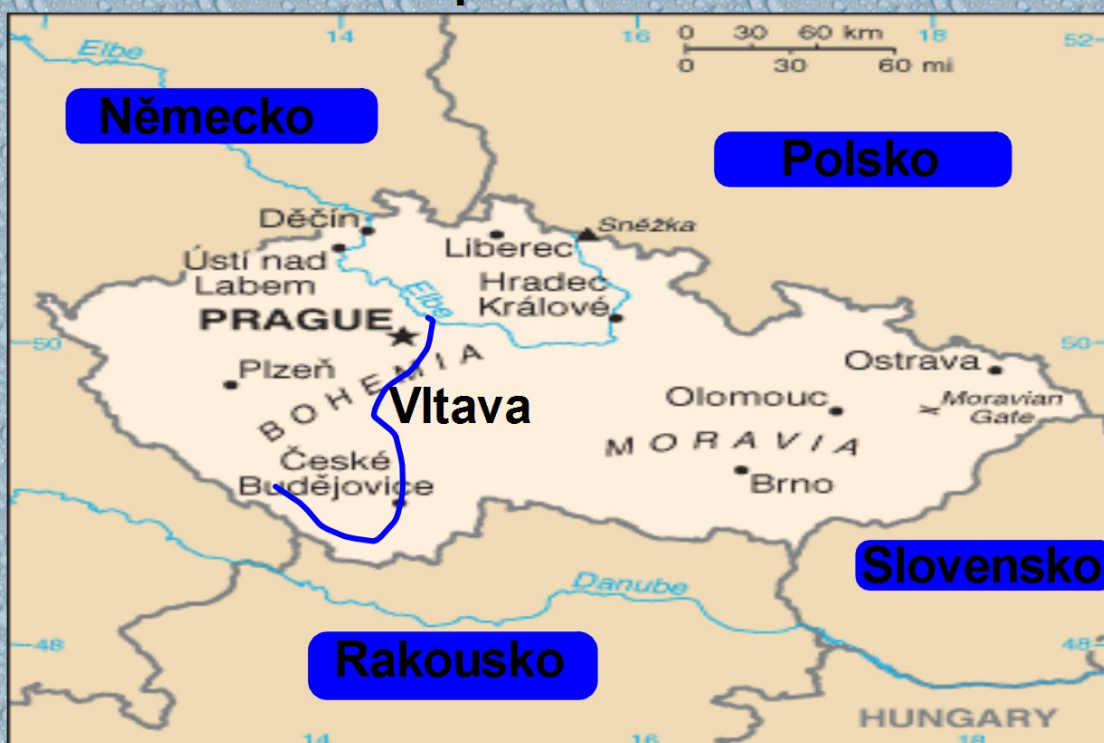 14
16
18
52
0 30 60 km
0 30 60 mi
Elbe
Německo
Polsko
Děčín
Sněžka
Liberec
Ústí nad
Labem
Hradec
Králové
Elbe
PRAGUE
50
50
Plzeň
BOHEMIA
Ostrava
Vltava
Olomouc
Moravian
Gate
MORAVIA
České
Budějovice
Brno
Slovensko
Danube
48
48
Rakousko
HUNGARY
14
16
18